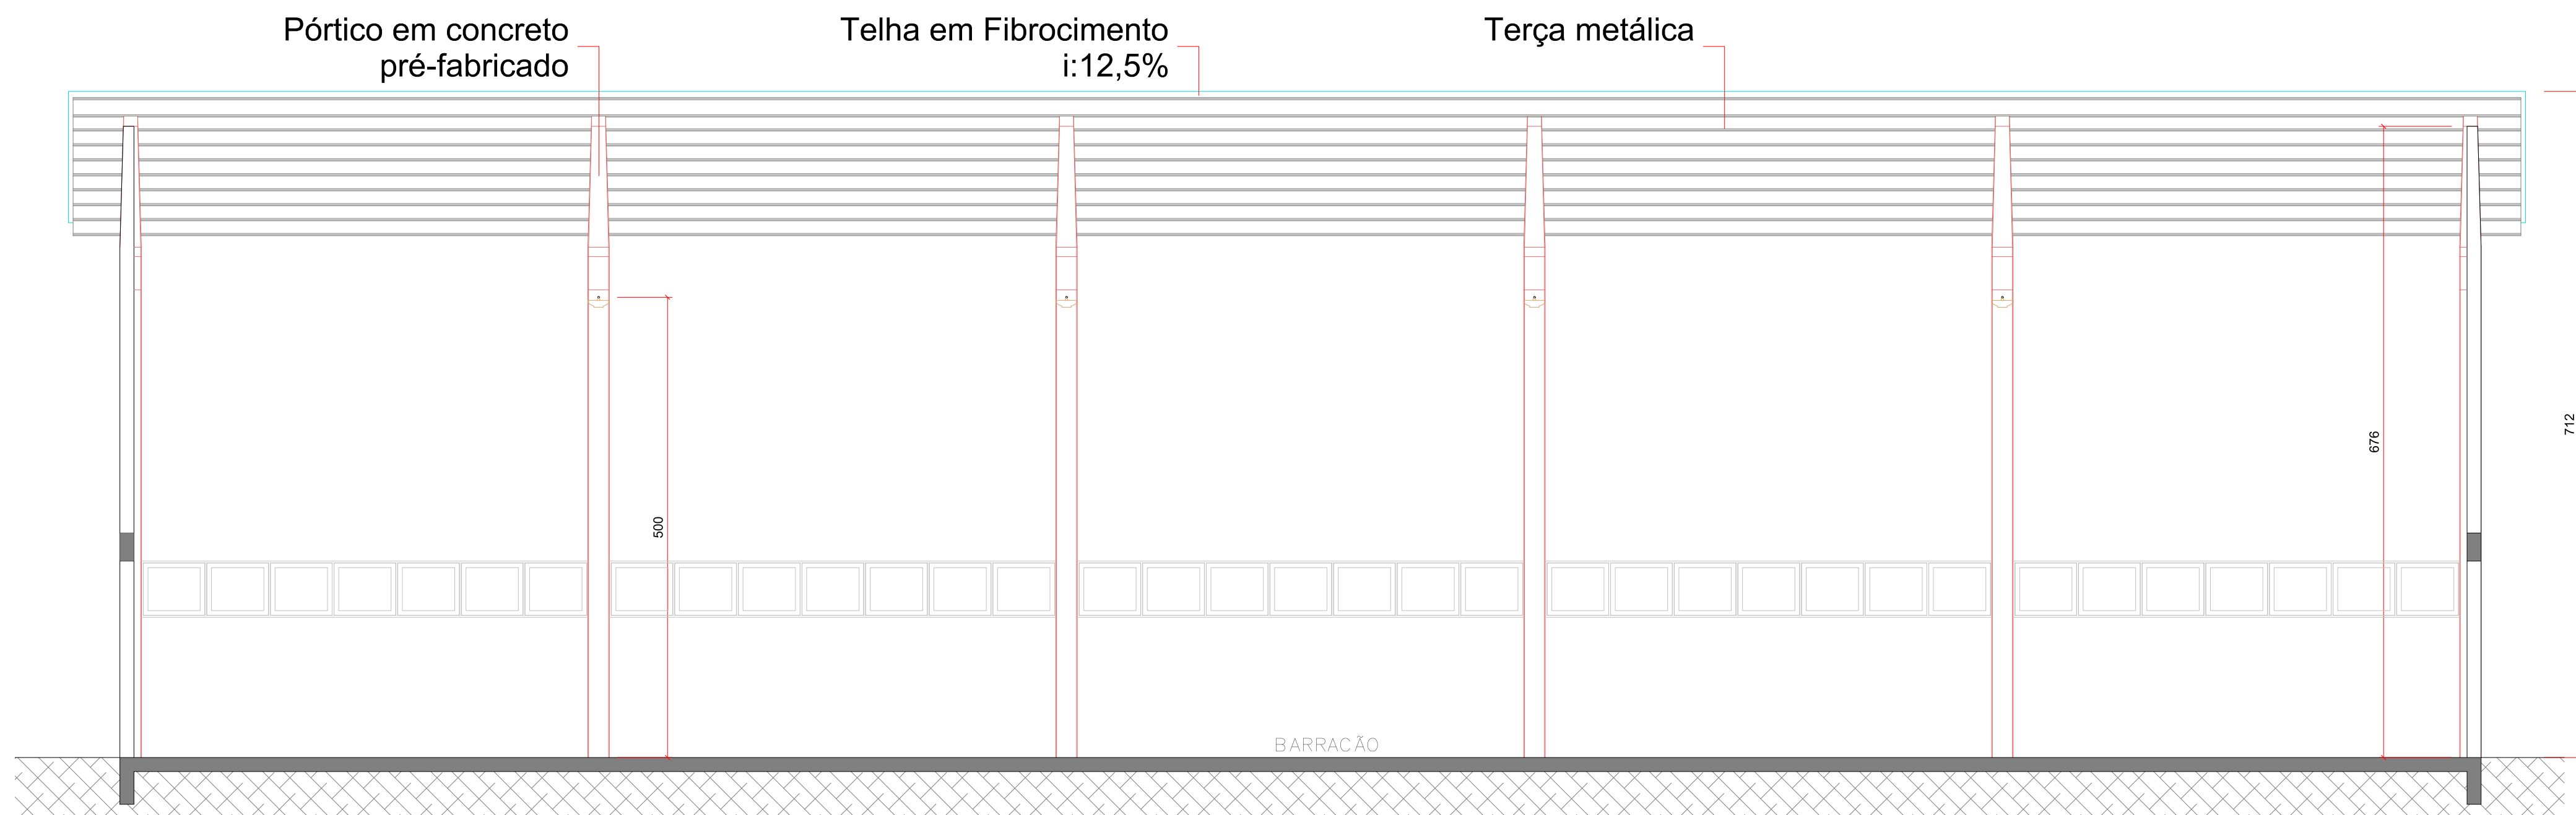 Pórtico em concreto
pré-fabricado
Telha em Fibrocimento
i:12,5%
Terça metálica
500
676
712
BARRACÃO